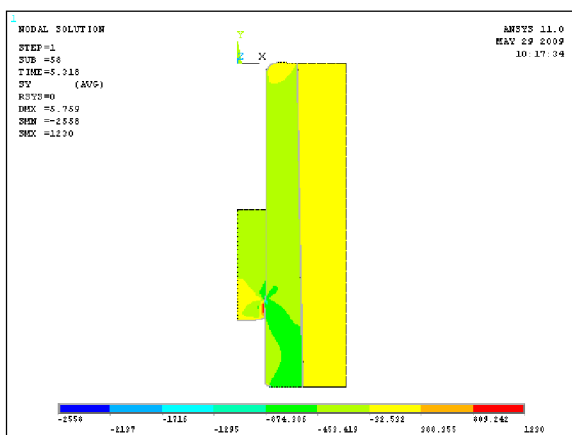 1
NODAL SOLUTION
STEP=1
SUB =58
TIME=5.318
SY (AVG)
RSYS=0
DMX =5.759
SMN =-2558
SMX =1230
ANSYS 11.0
MAY 29 2009
10:17:34
Y
Z X
-2558 -1716 -874.306 -32.532 809.242
-2137 -1295 -453.419 388.355 1230